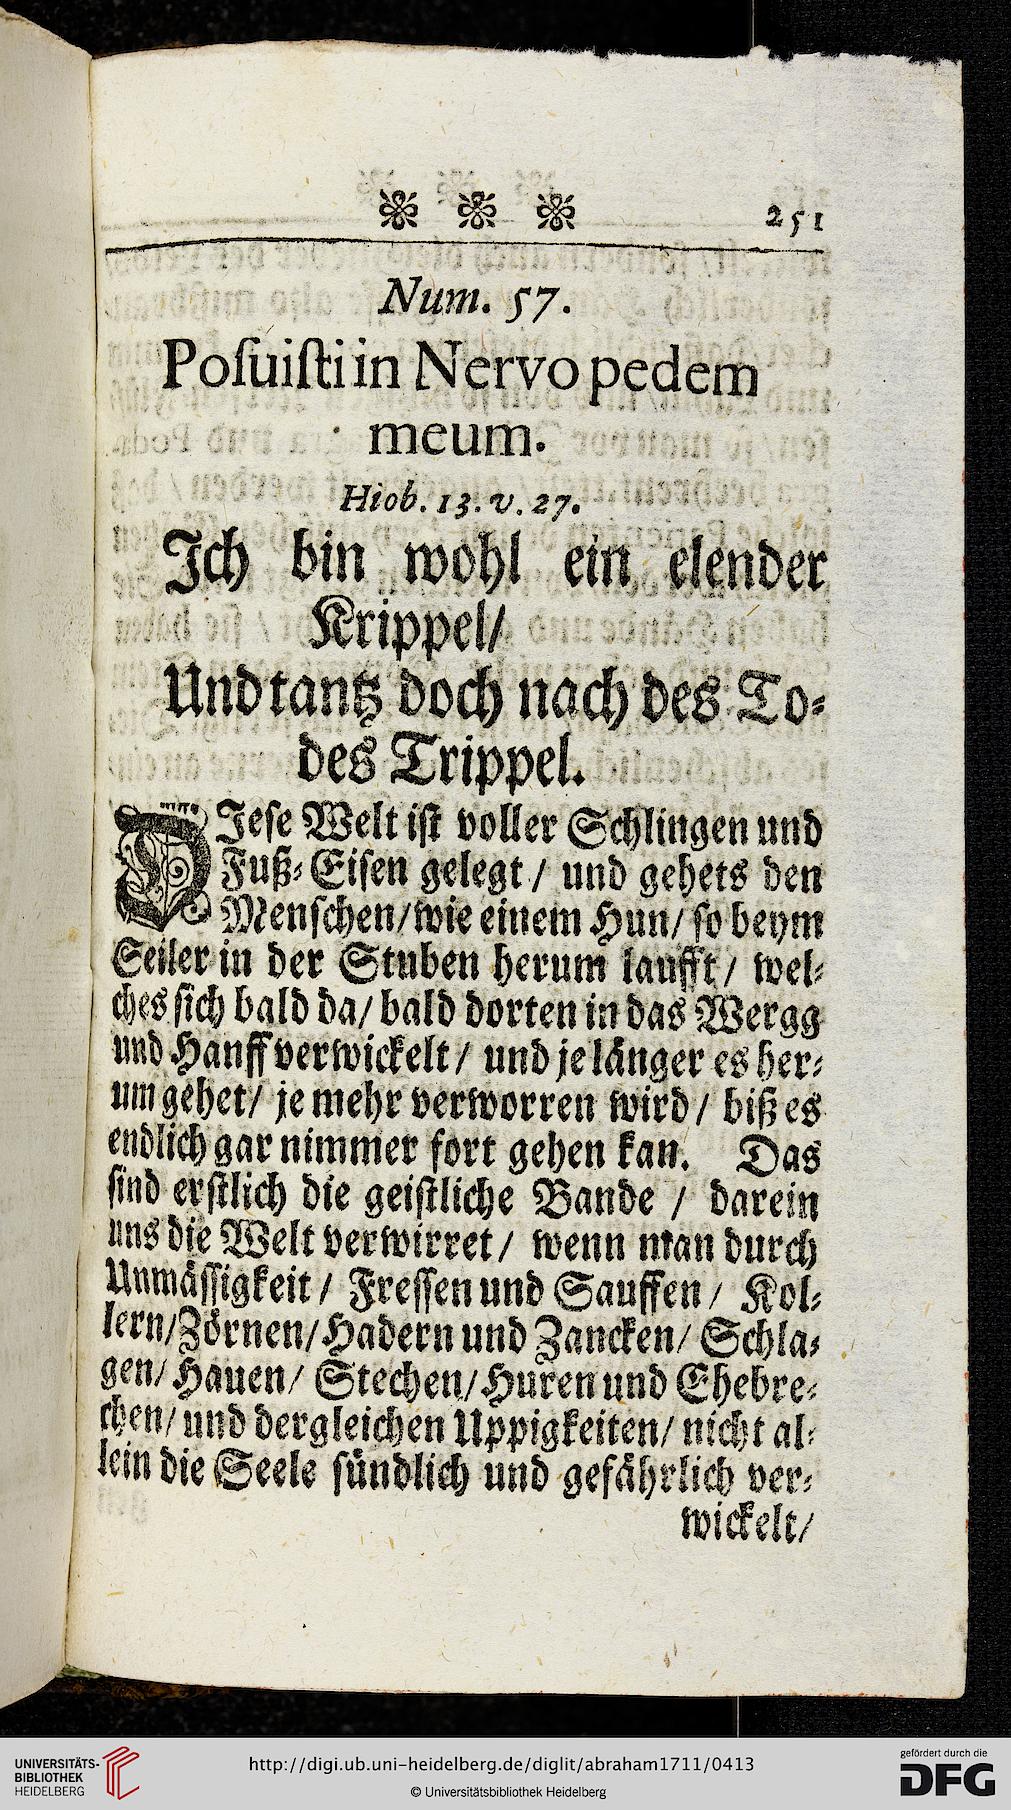 251
Num. 57.
Poſuiſti in Nervo pedem
meum.
Hiob. 13. v. 27.
Ich bin wohl ein elender
Krippel/
Und tantz doch nach des To-
des Trippel.
DIeſe Welt iſt voller Schlingen und
Fuß-Eiſen gelegt / und gehets den
Menſchen/ wie einem Hun/ ſo beym
Seiler in der Stuben herum laufft/ wel-
ches ſich bald da/ bald dorten in das Wergg
und Hanff verwickelt / und je länger es her-
um gehet/ je mehr verworren wird / biß es
endlich gar nimmer fort gehen kan. Das
ſind erſtlich die geiſtliche Bande / darein
uns die Welt verwirret / wenn man durch
Unmäſſigkeit / Freſſen und Sauffen / Kol-
lern/ Zörnen/ Hadern und Zancken/ Schla-
gen/ Hauen/ Stechen/ Huren und Ehebre-
chen/ und dergleichen Uppigkeiten/ nicht al-
lein die Seele ſündlich und gefährlich ver-
wickelt/
UNIVERSITÄTS-
BIBLIOTHEK
HEIDELBERG
http://digi.ub.uni-heidelberg.de/diglit/abraham1711/0413
© Universitätsbibliothek Heidelberg
gefördert durch die
DFG